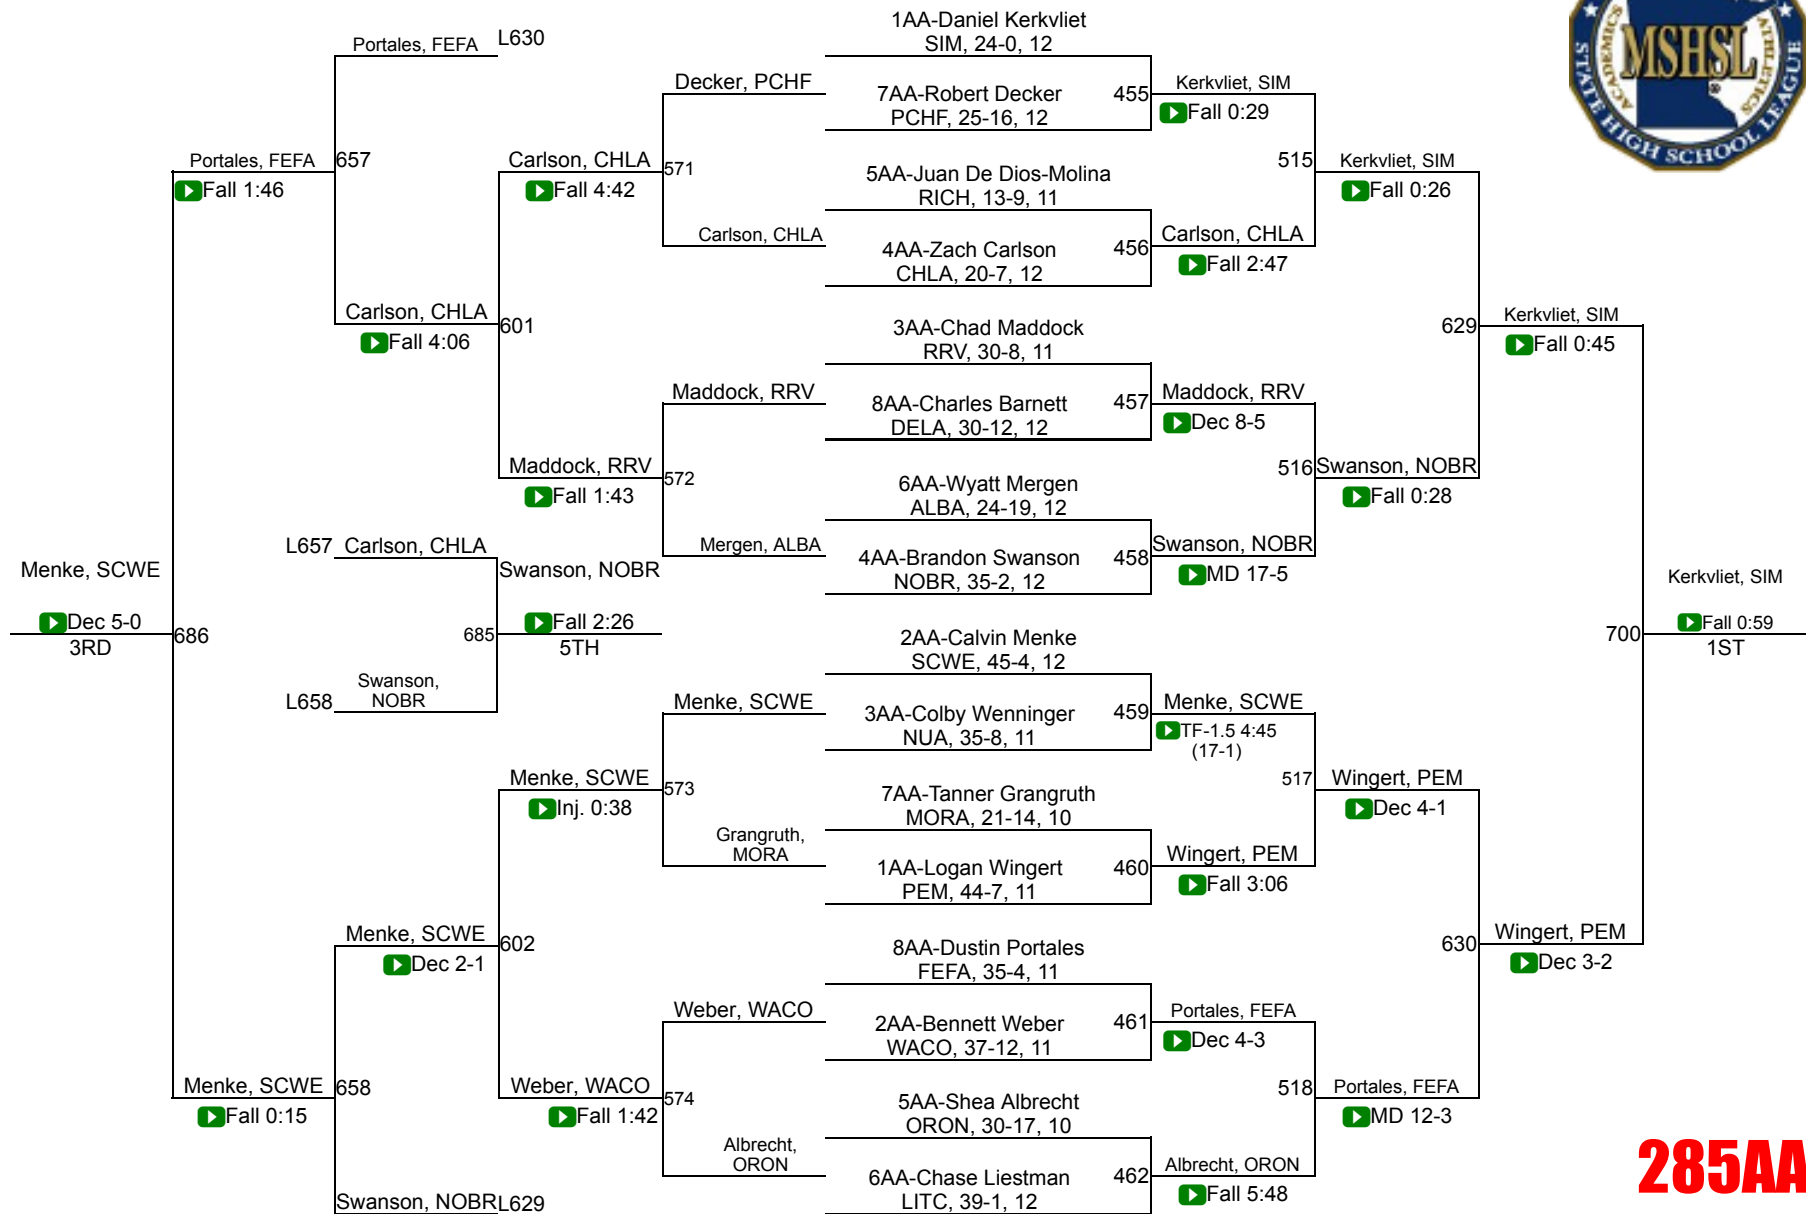 Portales, FEFA
L630
657
Portales, FEFA
Fall 1:46
Carlson, CHLA
Fall 4:06
601
Carlson, CHLA
Fall 4:42
571
Decker, PCHF
Carlson, CHLA
Maddock, RRV
Fall 1:43
572
Maddock, RRV
Mergen, ALBA
Menke, SCWE
Dec 5-0
3RD
686
L657
Carlson, CHLA
L658
Swanson,
NOBR
685
Swanson, NOBR
Fall 2:26
5TH
Menke, SCWE
Fall 0:15
658
Menke, SCWE
Dec 2-1
602
Menke, SCWE
Inj. 0:38
573
Menke, SCWE
Grangruth,
MORA
Weber, WACO
Fall 1:42
574
Weber, WACO
Albrecht,
ORON
Swanson, NOBR
L629
1AA-Daniel Kerkvliet
SIM, 24-0, 12
7AA-Robert Decker
PCHF, 25-16, 12
455
5AA-Juan De Dios-Molina
RICH, 13-9, 11
4AA-Zach Carlson
CHLA, 20-7, 12
456
3AA-Chad Maddock
RRV, 30-8, 11
8AA-Charles Barnett
DELA, 30-12, 12
457
6AA-Wyatt Mergen
ALBA, 24-19, 12
4AA-Brandon Swanson
NOBR, 35-2, 12
458
2AA-Calvin Menke
SCWE, 45-4, 12
3AA-Colby Wenninger
NUA, 35-8, 11
459
7AA-Tanner Grangruth
MORA, 21-14, 10
1AA-Logan Wingert
PEM, 44-7, 11
460
8AA-Dustin Portales
FEFA, 35-4, 11
2AA-Bennett Weber
WACO, 37-12, 11
461
5AA-Shea Albrecht
ORON, 30-17, 10
6AA-Chase Liestman
LITC, 39-1, 12
462
Kerkvliet, SIM
Fall 0:29
515
Carlson, CHLA
Fall 2:47
Maddock, RRV
Dec 8-5
516
Swanson, NOBR
MD 17-5
Menke, SCWE
TF-1.5 4:45
(17-1)
517
Wingert, PEM
Fall 3:06
Portales, FEFA
Dec 4-3
518
Albrecht, ORON
Fall 5:48
Kerkvliet, SIM
Fall 0:26
629
Swanson, NOBR
Fall 0:28
Wingert, PEM
Dec 4-1
630
Portales, FEFA
MD 12-3
Kerkvliet, SIM
Fall 0:45
700
Wingert, PEM
Dec 3-2
Kerkvliet, SIM
Fall 0:59
1ST
MSHSL
ACADEMICS
ATHLETICS
STATE HIGH SCHOOL LEAGUE
285AA